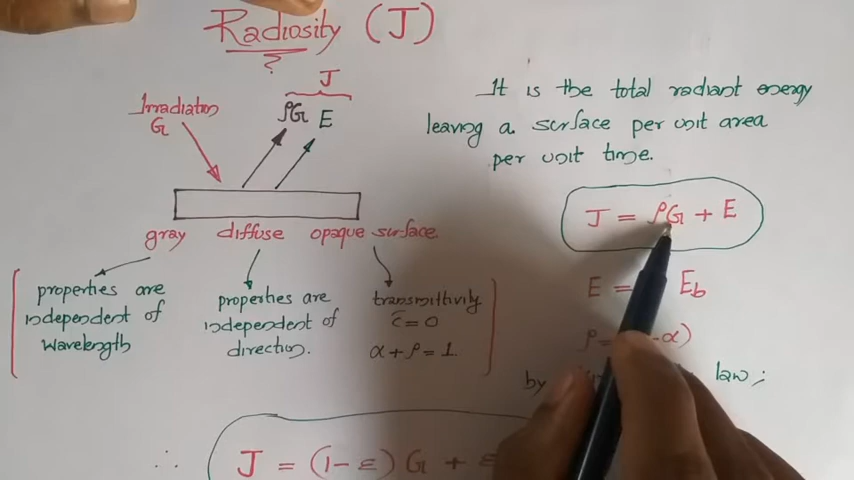 Radiosity (J)
?
Irradiation
G
J
ρG E
It is the total radiant energy
leaving a surface per unit area
per unit time.
J = ρG + E
gray diffuse opaque surface
properties are
independent of
wavelength
properties are
independent of
direction.
transmittivity
τ = 0
α + ρ = 1.
E = Eb
ρ = -α)
by law;
∴ J = (1 - ε) G + ε